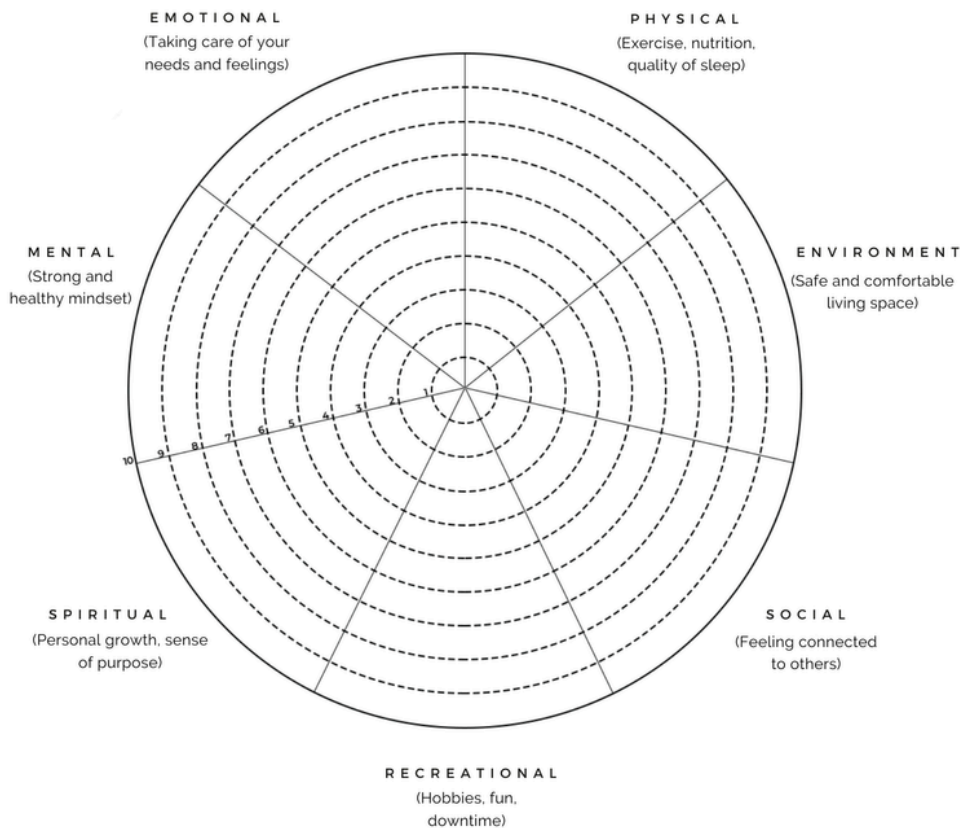 EMOTIONAL
(Taking care of your
needs and feelings)
PHYSICAL
(Exercise, nutrition,
quality of sleep)
MENTAL
(Strong and
healthy mindset)
ENVIRONMENT
(Safe and comfortable
living space)
10 9 8 7 6 5 4 3 2 1
SPIRITUAL
(Personal growth, sense
of purpose)
SOCIAL
(Feeling connected
to others)
RECREATIONAL
(Hobbies, fun,
downtime)